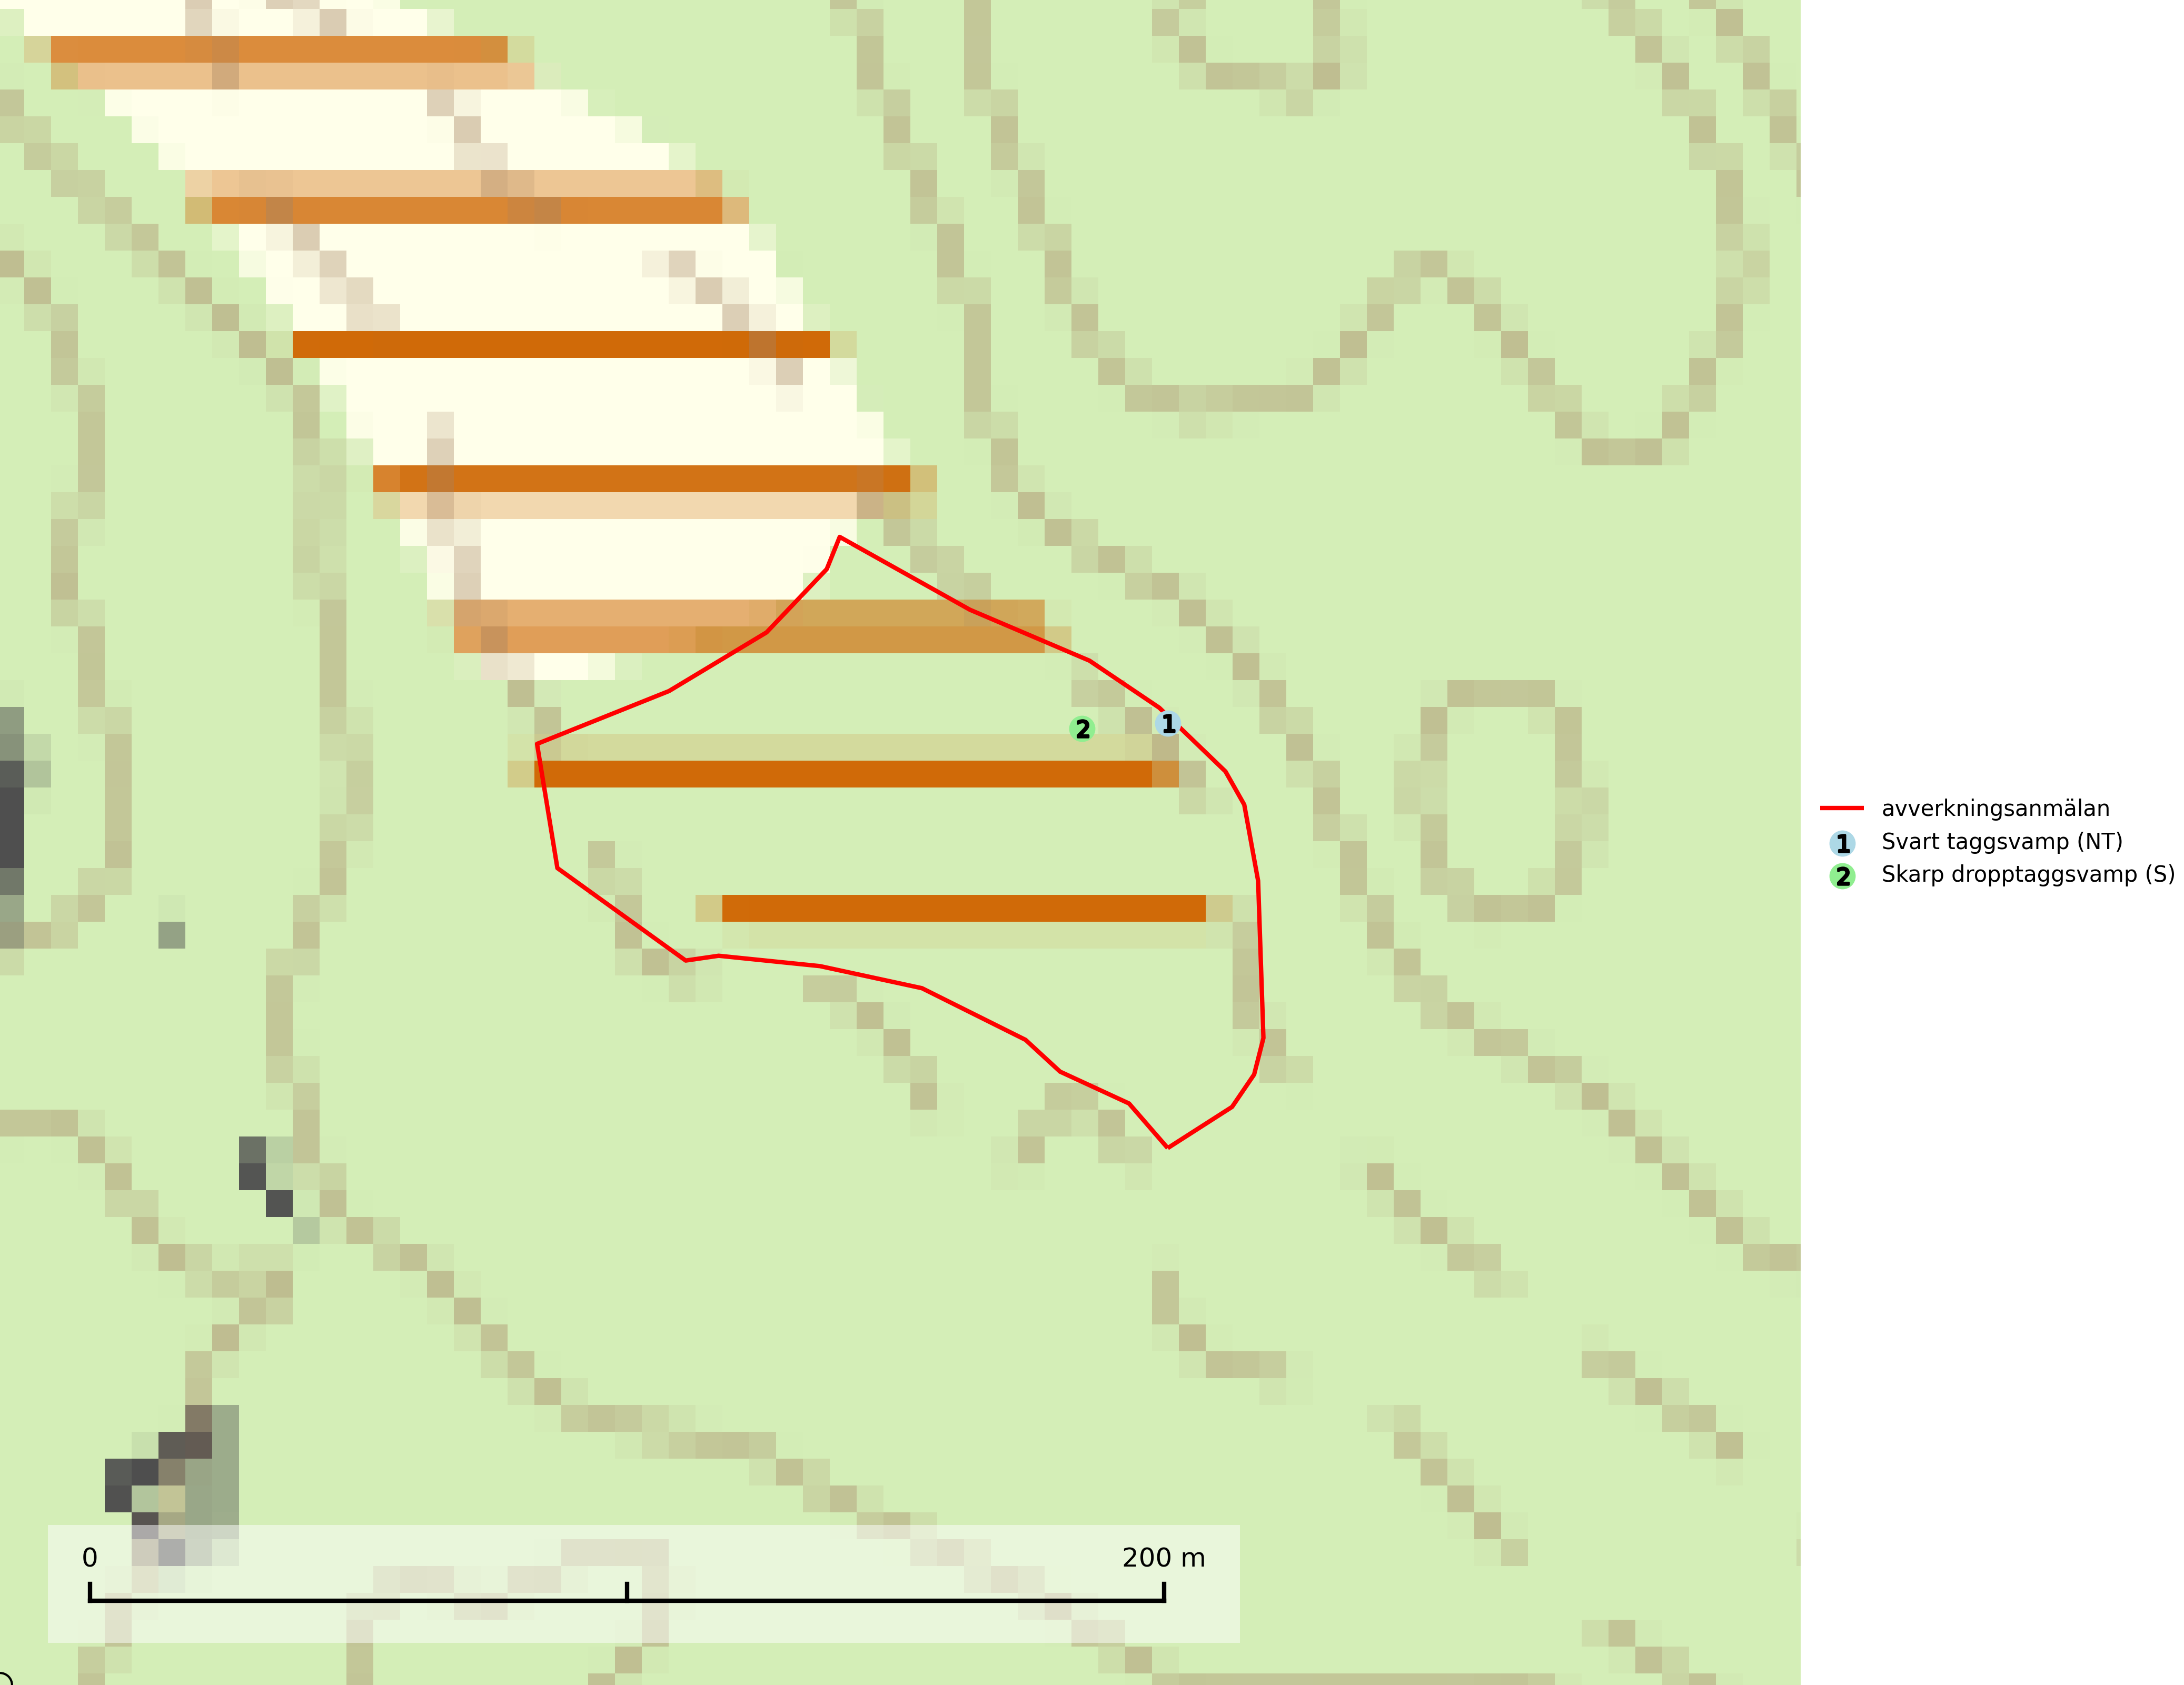 2
1
avverkningsanmälan
1 Svart taggsvamp (NT)
2 Skarp dropptaggsvamp (S)
0 200 m